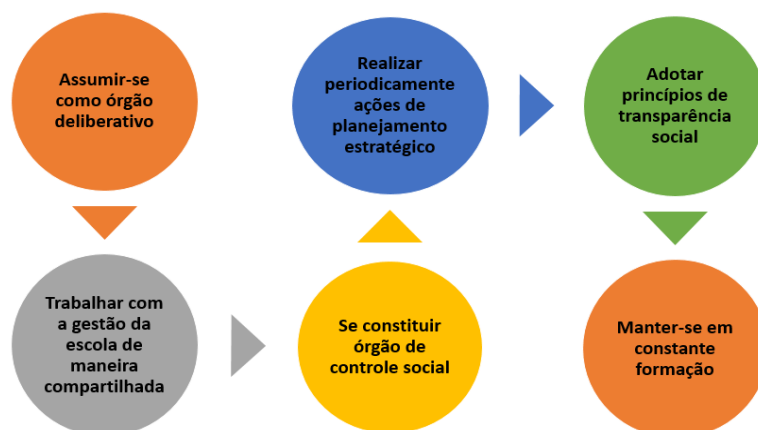 Assumir-se
como órgão
deliberativo
Trabalhar com
a gestão da
escola de
maneira
compartilhada
Se constituir
órgão de
controle social
Realizar
periodicamente
ações de
planejamento
estratégico
Adotar
princípios de
transparência
social
Manter-se em
constante
formação